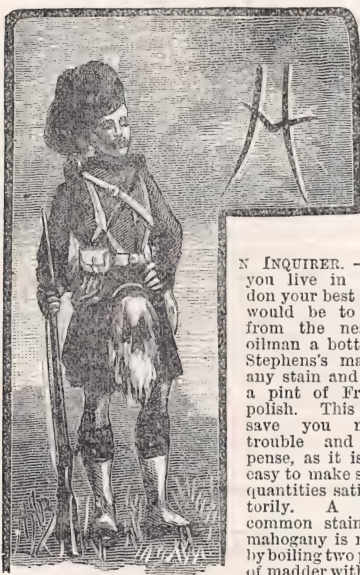 AN INQUIRER. —
you live in
don your best
would be to
from the ne
oilman a bott
Stephens's ma
any stain and
a pint of Fr
polish. This
save you
trouble and
pense, as it is
easy to make s
quantities sati
torily. A
common stain
mahogany is
by boiling two
of madder with